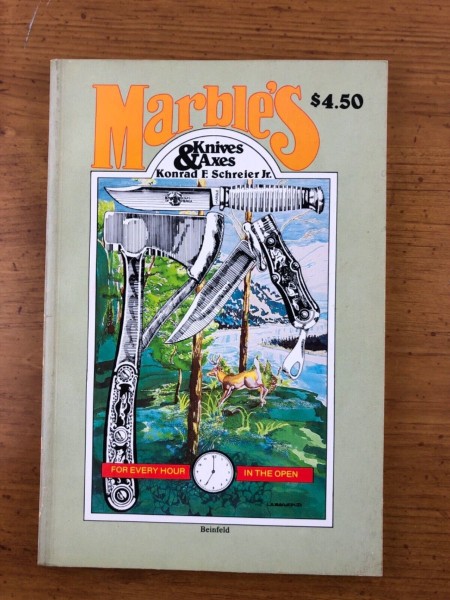 Marble's
$4.50
Knives
& Axes
Konrad F. Schreier Jr.
FOR EVERY HOUR
IN THE OPEN
Beinfeld